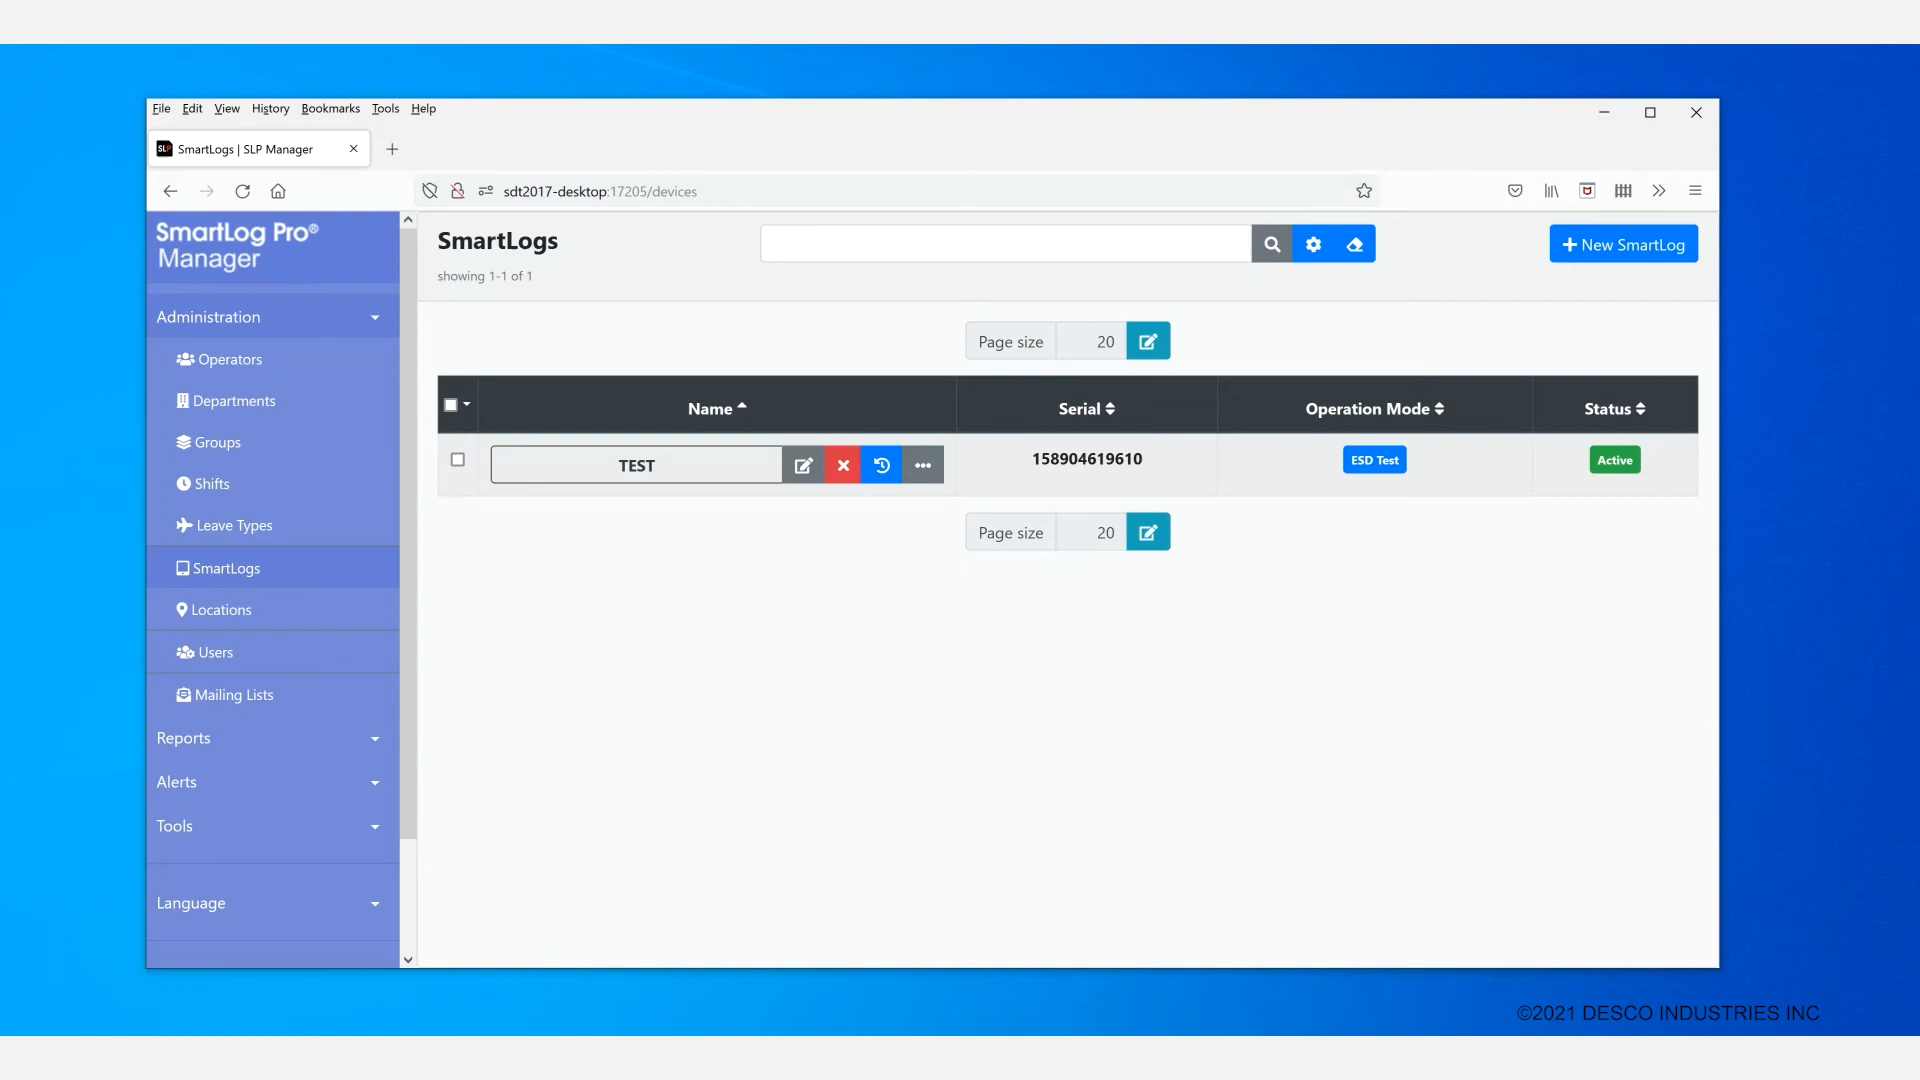 File Edit View History Bookmarks Tools Help
SLP SmartLogs | SLP Manager
sdt2017-desktop:17205/devices
SmartLog Pro®
Manager
SmartLogs
showing 1-1 of 1
New SmartLog
Administration
Operators
Departments
Groups
Shifts
Leave Types
SmartLogs
Locations
Users
Mailing Lists
Reports
Alerts
Tools
Language
Page size 20
Name Serial Operation Mode Status
TEST 158904619610 ESD Test Active
Page size 20
©2021 DESCO INDUSTRIES INC